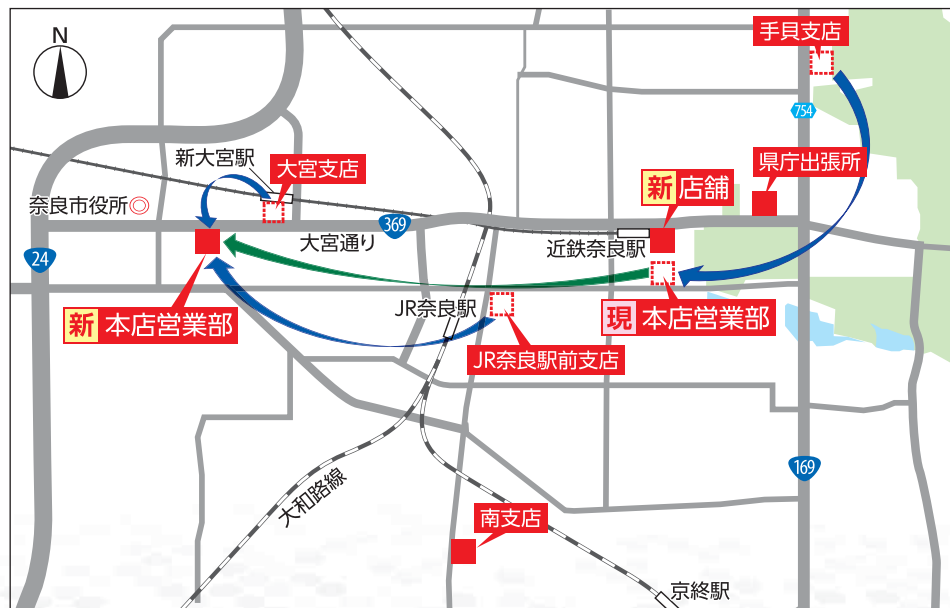 N
手貝支店
754
新大宮駅
大宮支店
県庁出張所
新 店舗
奈良市役所◎
369
大宮通り
近鉄奈良駅
24
JR奈良駅
新 本店営業部
現 本店営業部
JR奈良駅前支店
169
大和路線
南支店
京終駅